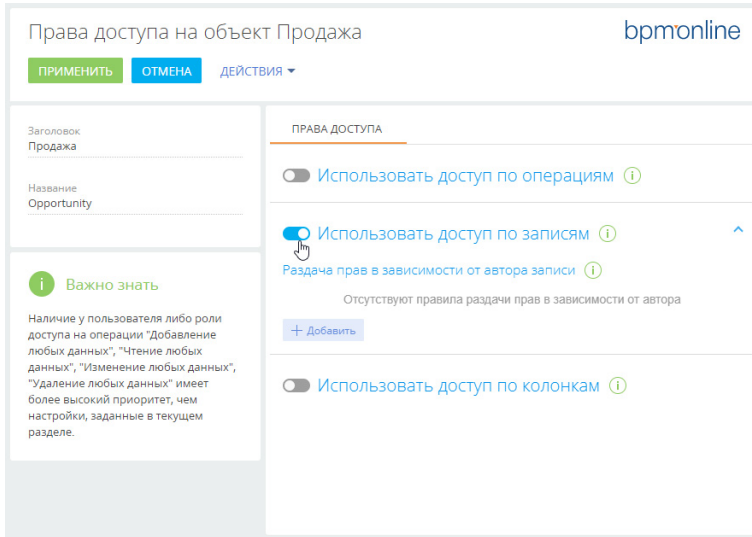 Права доступа на объект Продажа
bpm'online
ПРИМЕНИТЬ
ОТМЕНА
ДЕЙСТВИЯ
Заголовок
Продажа
Название
Opportunity
Важно знать
Наличие у пользователя либо роли
доступа на операции "Добавление
любых данных", "Чтение любых
данных", "Изменение любых данных",
"Удаление любых данных" имеет
более высокий приоритет, чем
настройки, заданные в текущем
разделе.
ПРАВА ДОСТУПА
Использовать доступ по операциям
Использовать доступ по записям
Раздача прав в зависимости от автора записи
Отсутствуют правила раздачи прав в зависимости от автора
+ Добавить
Использовать доступ по колонкам